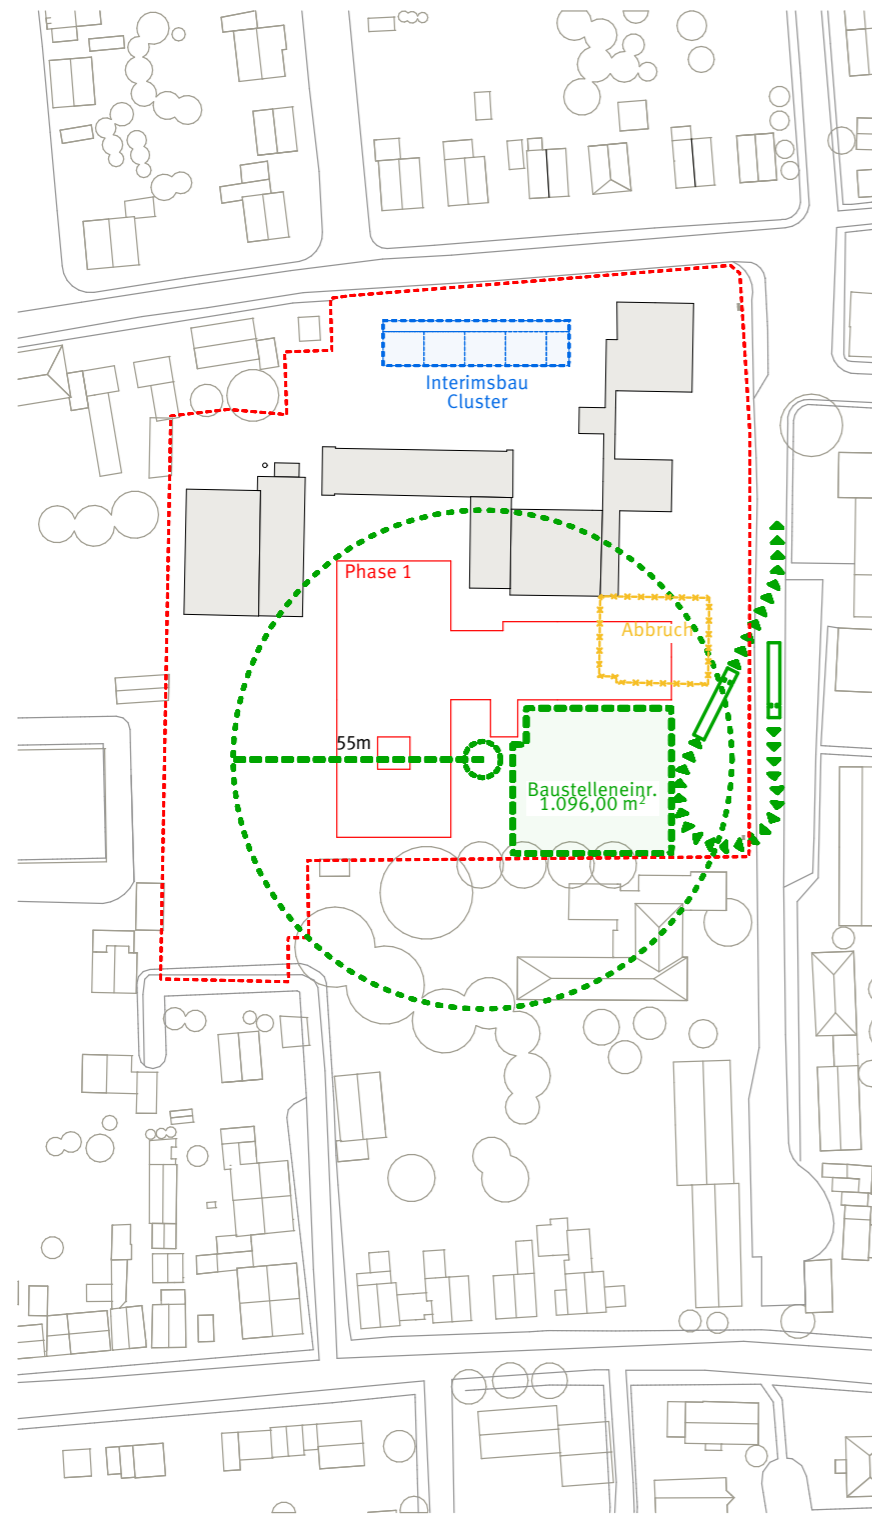 Interimsbau
Cluster
Phase 1
Abbruch
55m
Baustelleneinr.
1.096,00 m²